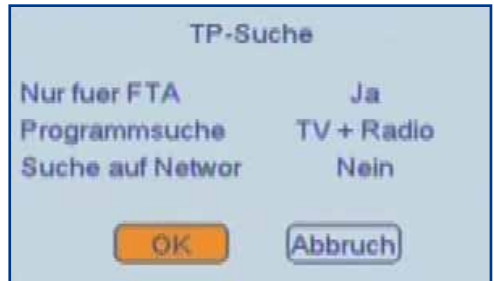 TP-Suche
Nur fuer FTA Ja
Programmsuche TV + Radio
Suche auf Networ Nein
OK Abbruch